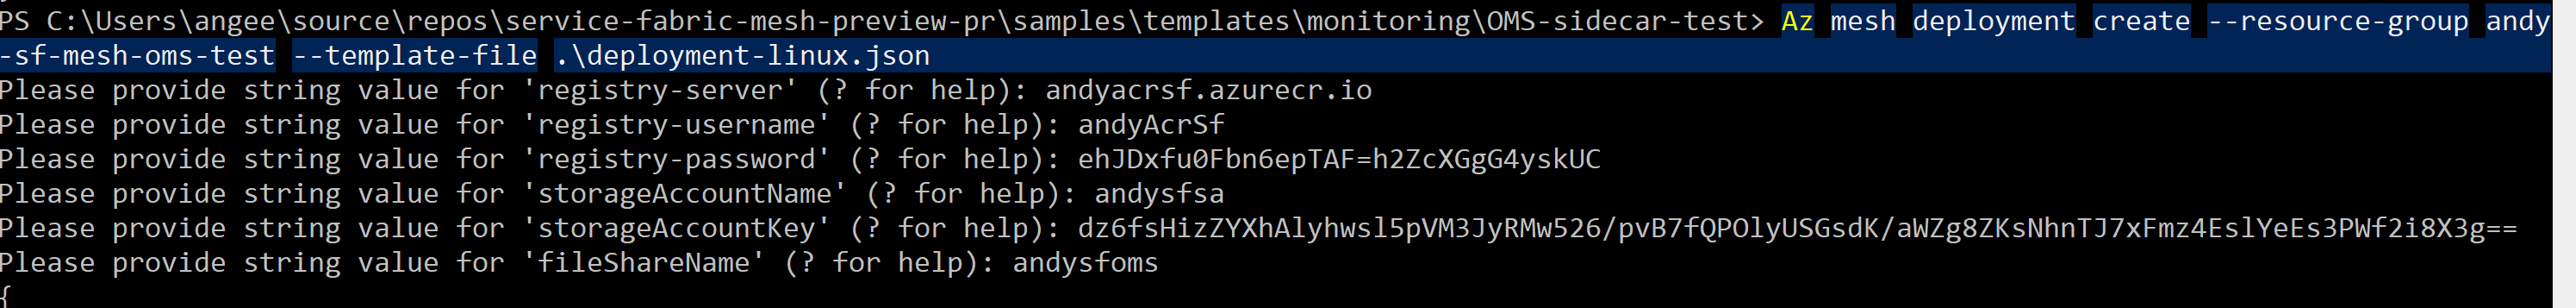 PS C:\Users\angee\source\repos\service-fabric-mesh-preview-pr\samples\templates\monitoring\OMS-sidecar-test> Az mesh deployment create --resource-group andy
-sf-mesh-oms-test --template-file .\deployment-linux.json
Please provide string value for 'registry-server' (? for help): andyacrsf.azurecr.io
Please provide string value for 'registry-username' (? for help): andyAcrSf
Please provide string value for 'registry-password' (? for help): ehJDxfu0Fbn6epTAF=h2ZcXGgG4yskUC
Please provide string value for 'storageAccountName' (? for help): andysfsa
Please provide string value for 'storageAccountKey' (? for help): dz6fsHizZYXhAlyhwsl5pVM3JyRMw526/pvB7fQPOlyUSGsdK/aWZg8ZKsNhnTJ7xFmz4EslYeEs3PWf2i8X3g==
Please provide string value for 'fileShareName' (? for help): andysfoms
{